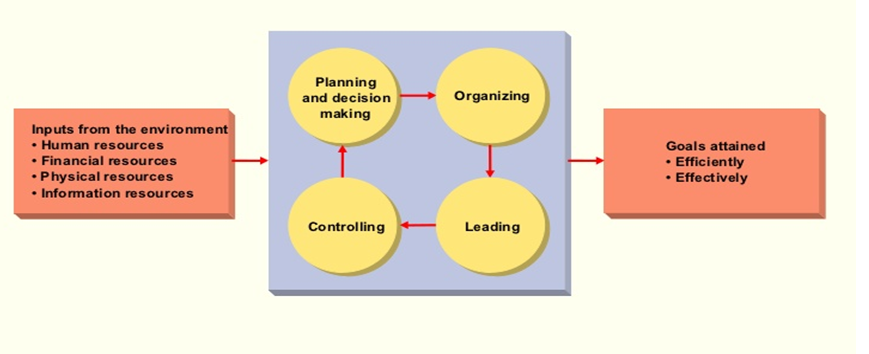 Inputs from the environment
• Human resources
• Financial resources
• Physical resources
• Information resources
Planning
and decision
making
Organizing
Controlling
Leading
Goals attained
• Efficiently
• Effectively